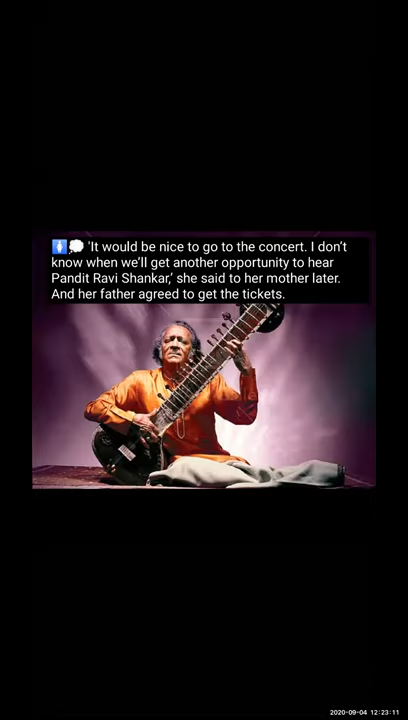 🚺💭 'It would be nice to go to the concert. I don’t
know when we’ll get another opportunity to hear
Pandit Ravi Shankar,’ she said to her mother later.
And her father agreed to get the tickets.
2020-09-04 12:23:11